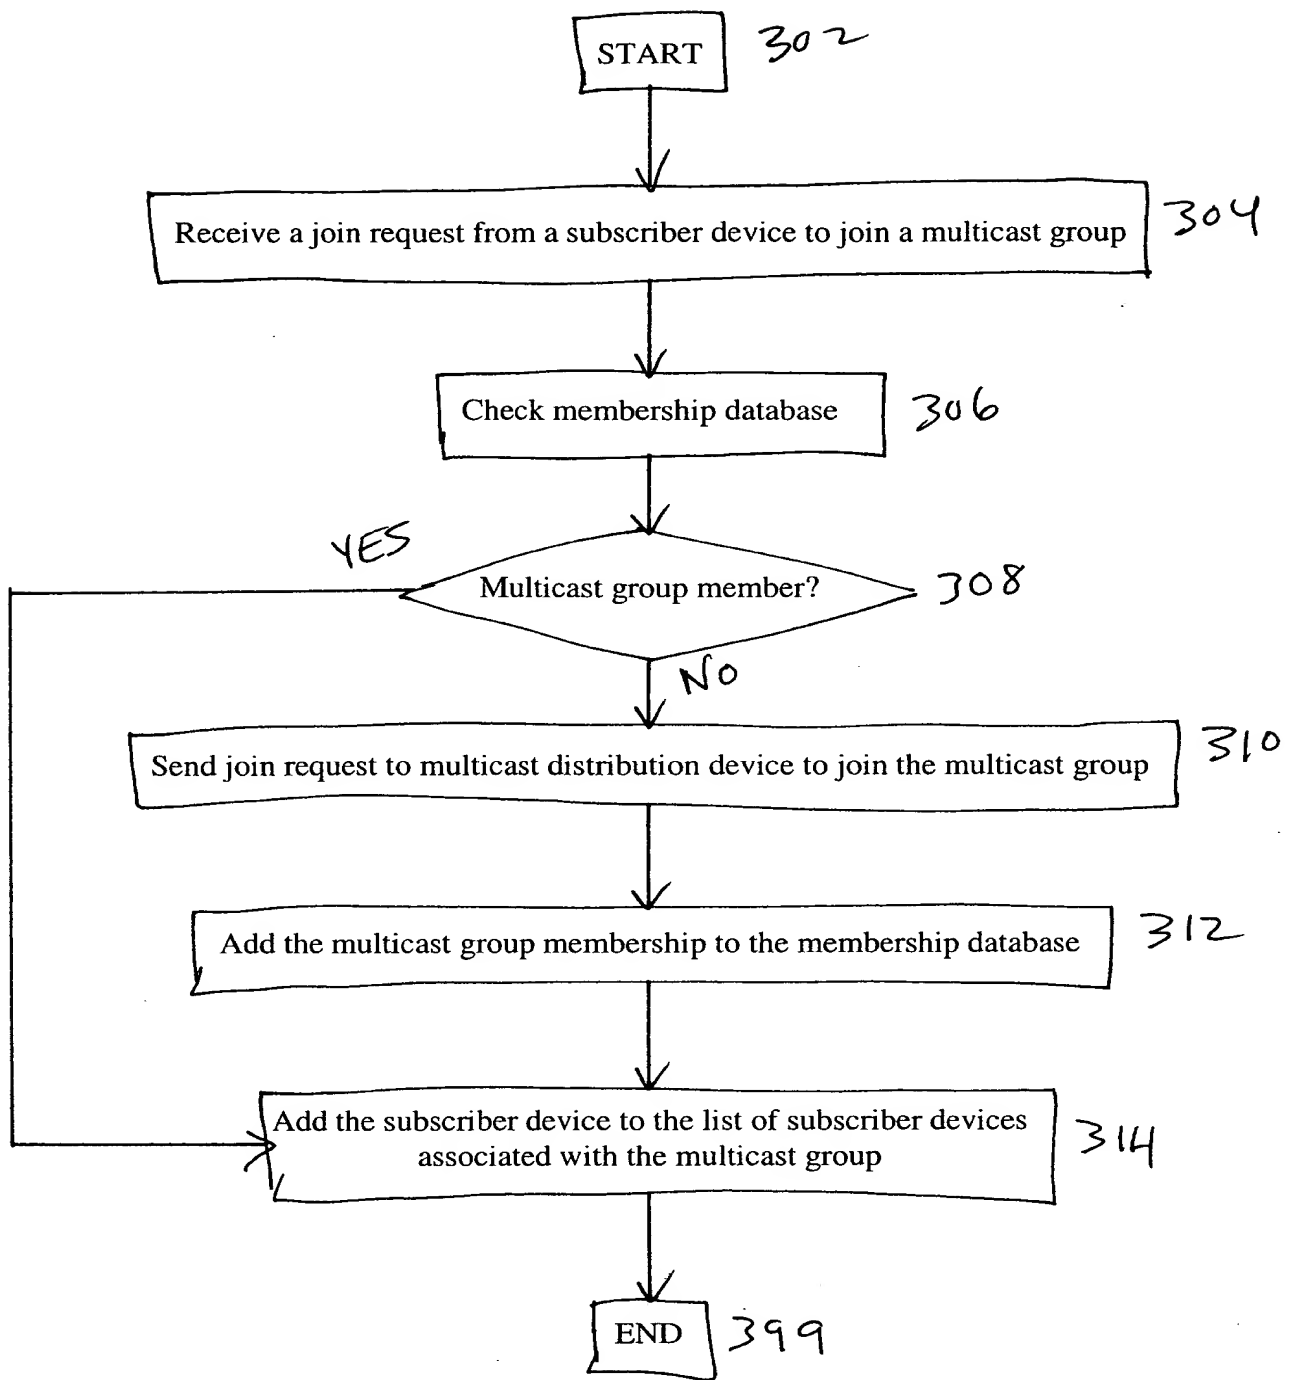 START 302
Receive a join request from a subscriber device to join a multicast group 304
Check membership database 306
YES
Multicast group member? 308
NO
Send join request to multicast distribution device to join the multicast group 310
Add the multicast group membership to the membership database 312
Add the subscriber device to the list of subscriber devices
associated with the multicast group 314
END 399